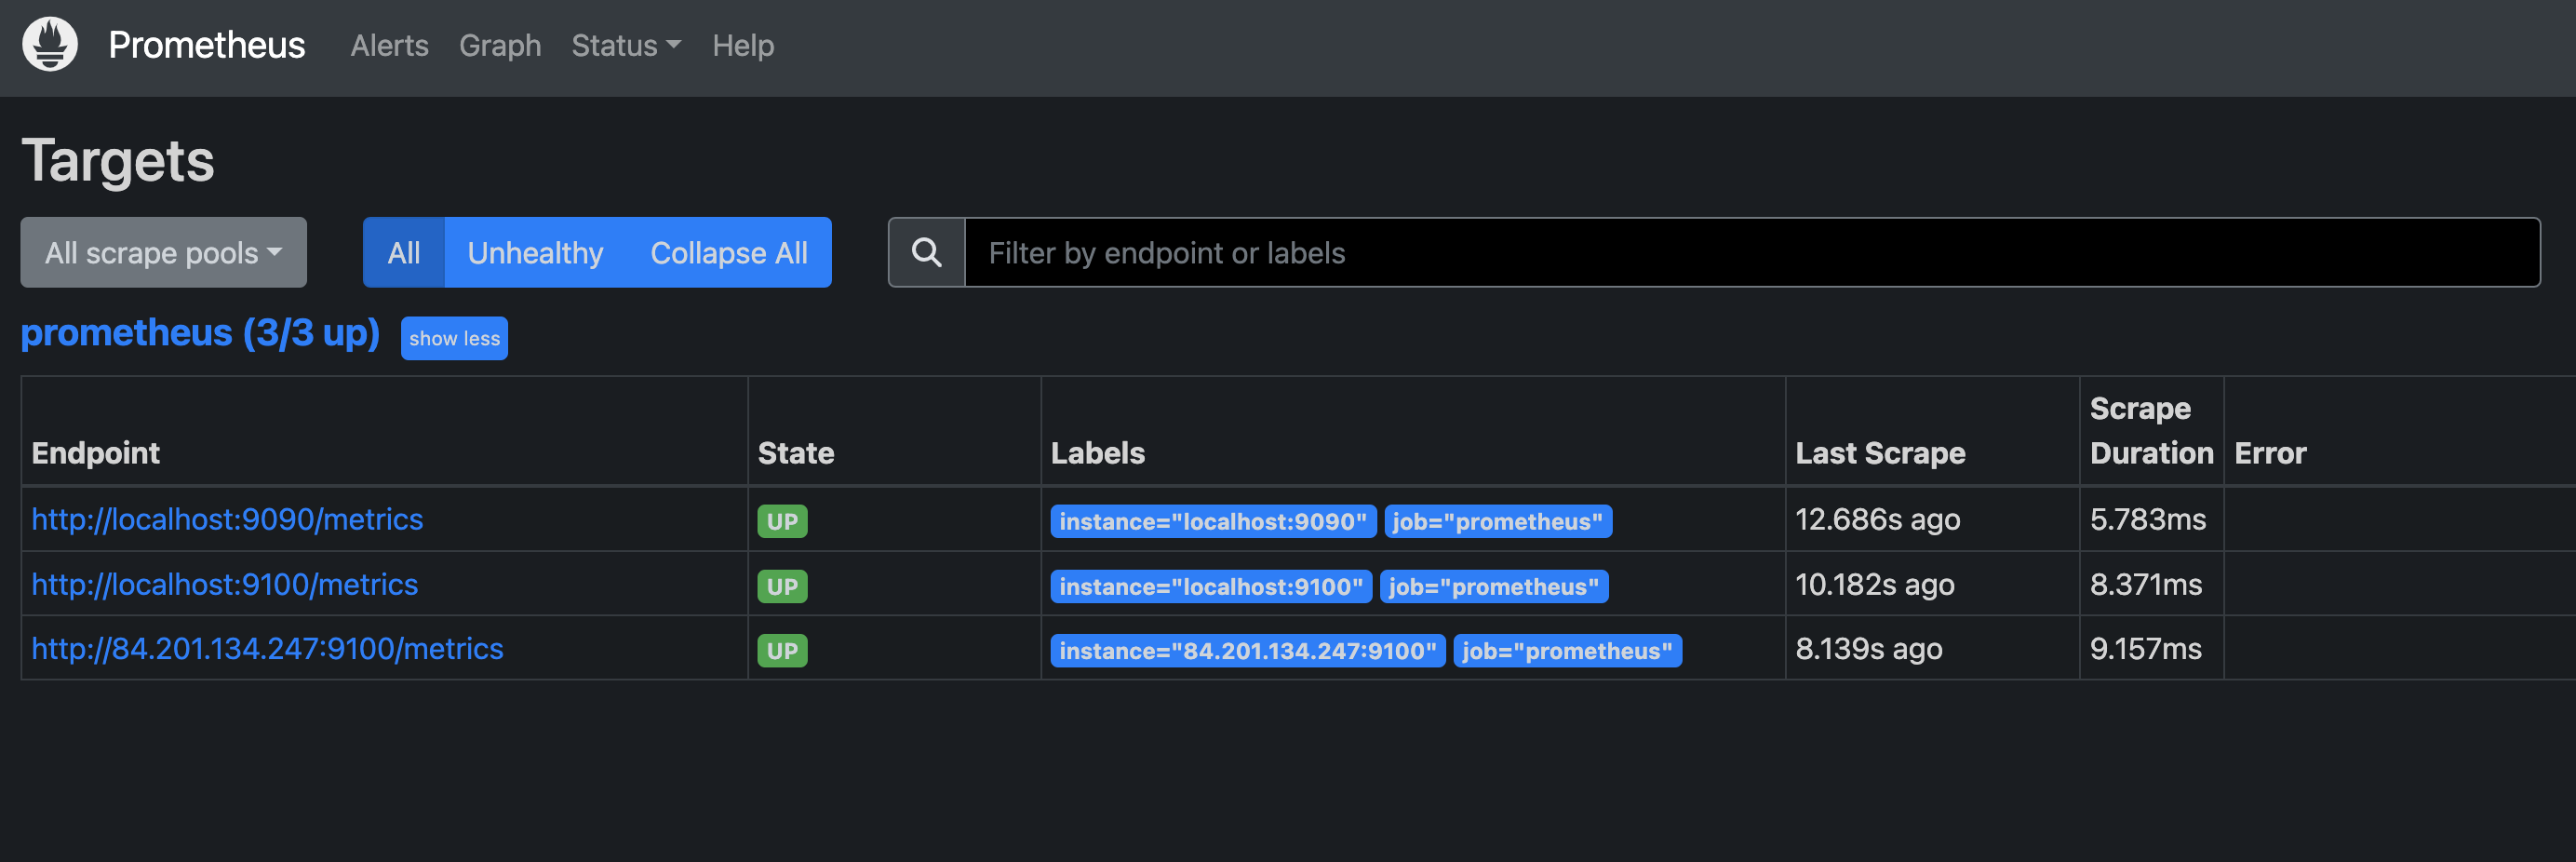 Prometheus Alerts Graph Status Help
Targets
All scrape pools All Unhealthy Collapse All Filter by endpoint or labels
prometheus (3/3 up) show less
Endpoint State Labels Last Scrape Scrape Duration Error
http://localhost:9090/metrics UP instance="localhost:9090" job="prometheus" 12.686s ago 5.783ms
http://localhost:9100/metrics UP instance="localhost:9100" job="prometheus" 10.182s ago 8.371ms
http://84.201.134.247:9100/metrics UP instance="84.201.134.247:9100" job="prometheus" 8.139s ago 9.157ms